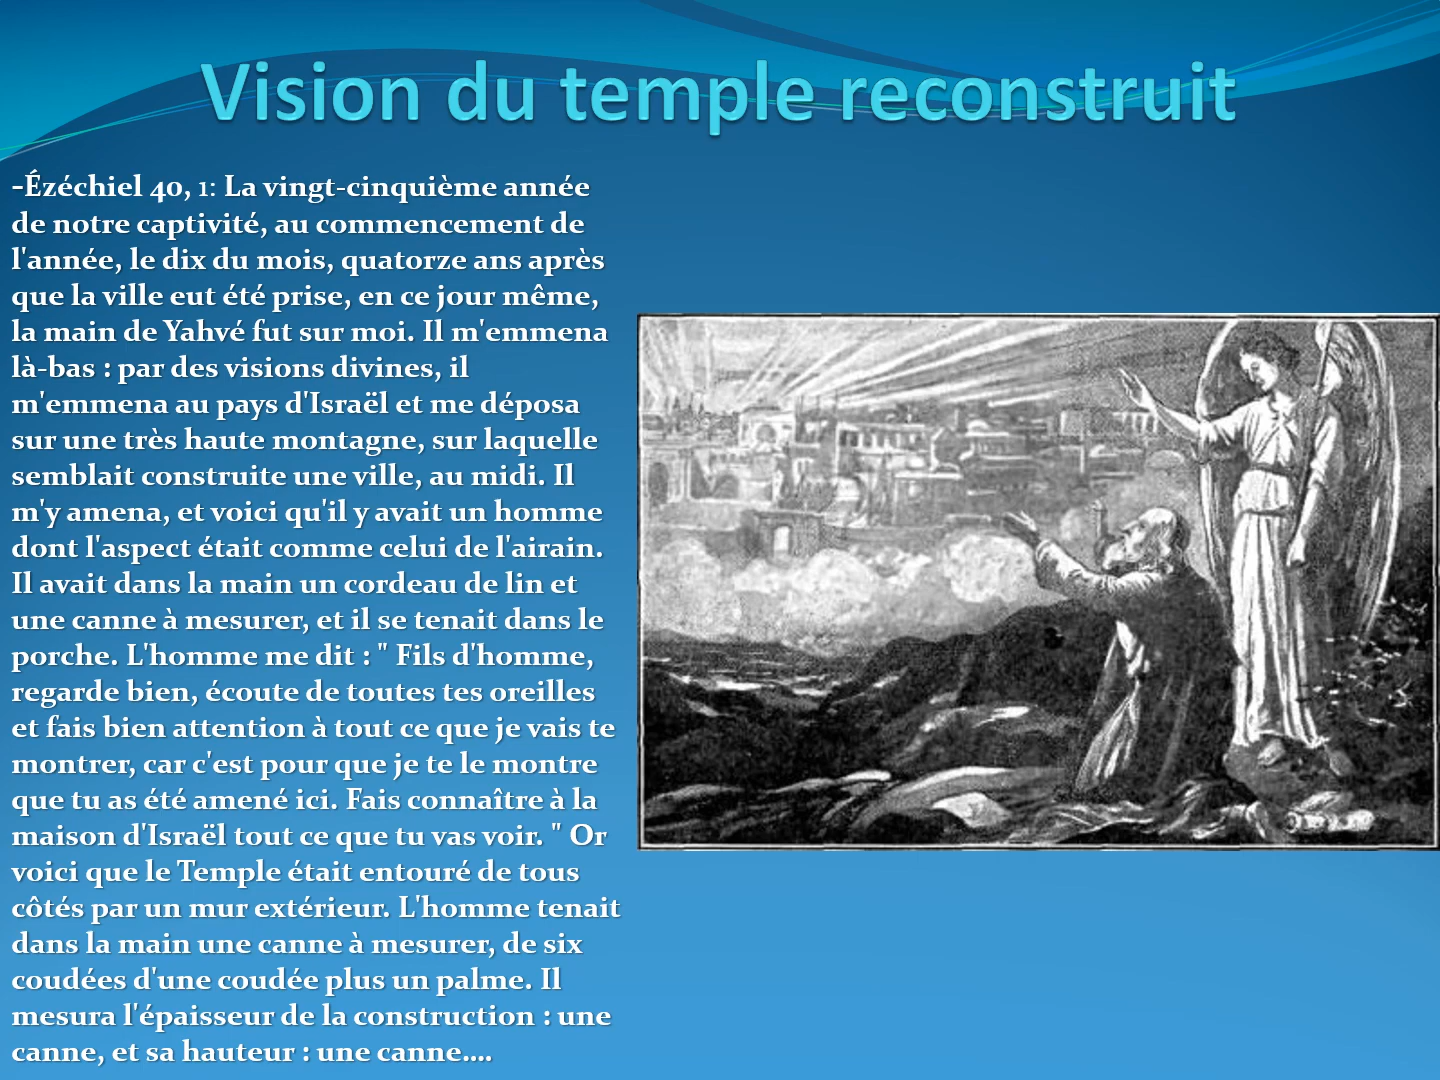 Vision du temple reconstruit
-Ézéchiel 40, 1: La vingt-cinquième année
de notre captivité, au commencement de
l'année, le dix du mois, quatorze ans après
que la ville eut été prise, en ce jour même,
la main de Yahvé fut sur moi. Il m'emmena
là-bas : par des visions divines, il
m'emmena au pays d'Israël et me déposa
sur une très haute montagne, sur laquelle
semblait construite une ville, au midi. Il
m'y amena, et voici qu'il y avait un homme
dont l'aspect était comme celui de l'airain.
Il avait dans la main un cordeau de lin et
une canne à mesurer, et il se tenait dans le
porche. L'homme me dit : " Fils d'homme,
regarde bien, écoute de toutes tes oreilles
et fais bien attention à tout ce que je vais te
montrer, car c'est pour que je te le montre
que tu as été amené ici. Fais connaître à la
maison d'Israël tout ce que tu vas voir. " Or
voici que le Temple était entouré de tous
côtés par un mur extérieur. L'homme tenait
dans la main une canne à mesurer, de six
coudées d'une coudée plus un palme. Il
mesura l'épaisseur de la construction : une
canne, et sa hauteur : une canne....